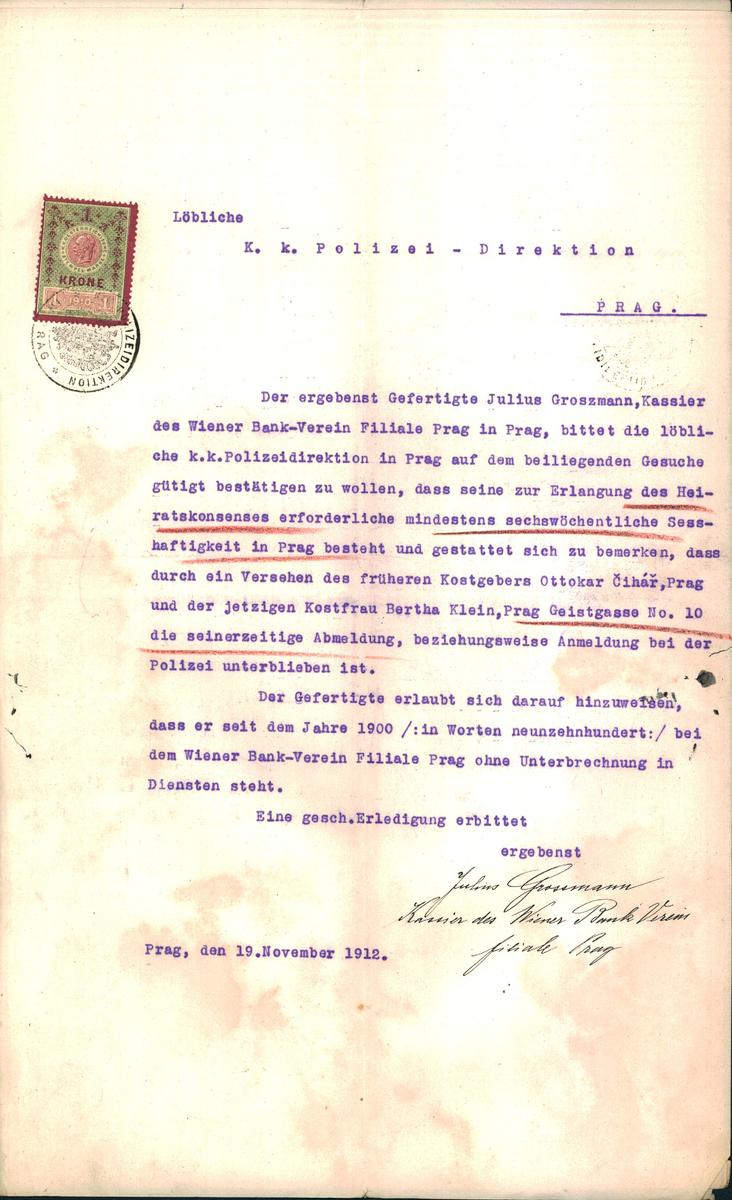 Löbliche
K. k. Polizei - Direktion
PRAG.
1
KRONE
1910
POLIZEIDIREKTION
PRAG *
Der ergebenst Gefertigte Julius Groszmann,Kassier
des Wiener Bank-Verein Filiale Prag in Prag, bittet die löbli-
che k.k.Polizeidirektion in Prag auf dem beiliegenden Gesuche
gütigt bestätigen zu wollen, dass seine zur Erlangung des Hei-
ratskonsenses erforderliche mindestens sechswöchentliche Sess-
haftigkeit in Prag besteht und gestattet sich zu bemerken, dass
durch ein Versehen des früheren Kostgebers Ottokar Čihář,Prag
und der jetzigen Kostfrau Bertha Klein,Prag Geistgasse No. 10
die seinerzeitige Abmeldung, beziehungsweise Anmeldung bei der
Polizei unterblieben ist.
Der Gefertigte erlaubt sich darauf hinzuweisen,
dass er seit dem Jahre 1900 /:in Worten neunzehnhundert:/ bei
dem Wiener Bank-Verein Filiale Prag ohne Unterbrechnung in
Diensten steht.
Eine gesch.Erledigung erbittet
ergebenst
Julius Grossmann
Kassier des Wiener Bank Verein
filiale Prag
Prag, den 19.November 1912.